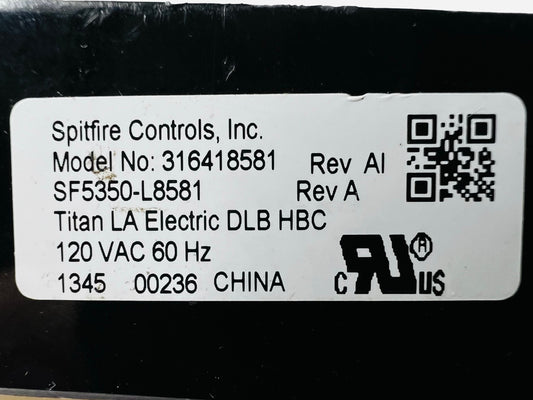 Spitfire Controls, Inc.
Model No: 316418581 Rev AI
SF5350-L8581 Rev A
Titan LA Electric DLB HBC
120 VAC 60 Hz
1345 00236 CHINA
C RU® US